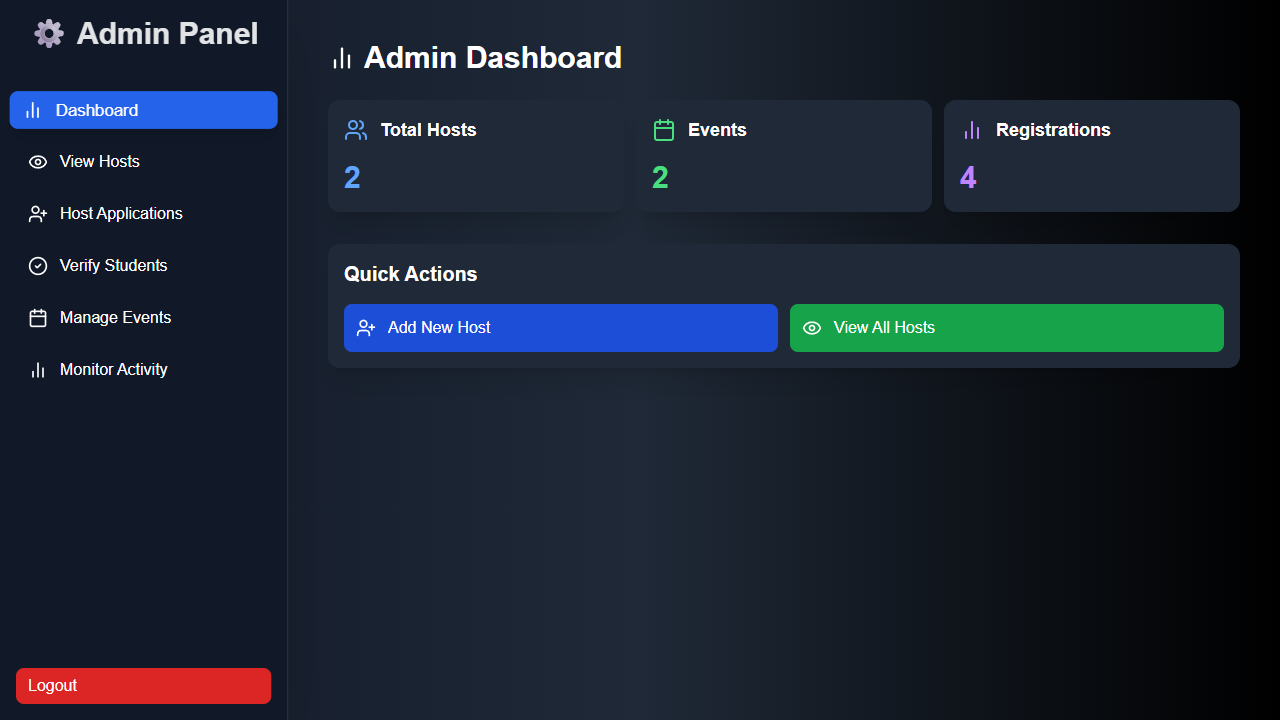 Admin Panel
Dashboard
View Hosts
Host Applications
Verify Students
Manage Events
Monitor Activity
Logout
Admin Dashboard
Total Hosts
2
Events
2
Registrations
4
Quick Actions
Add New Host
View All Hosts